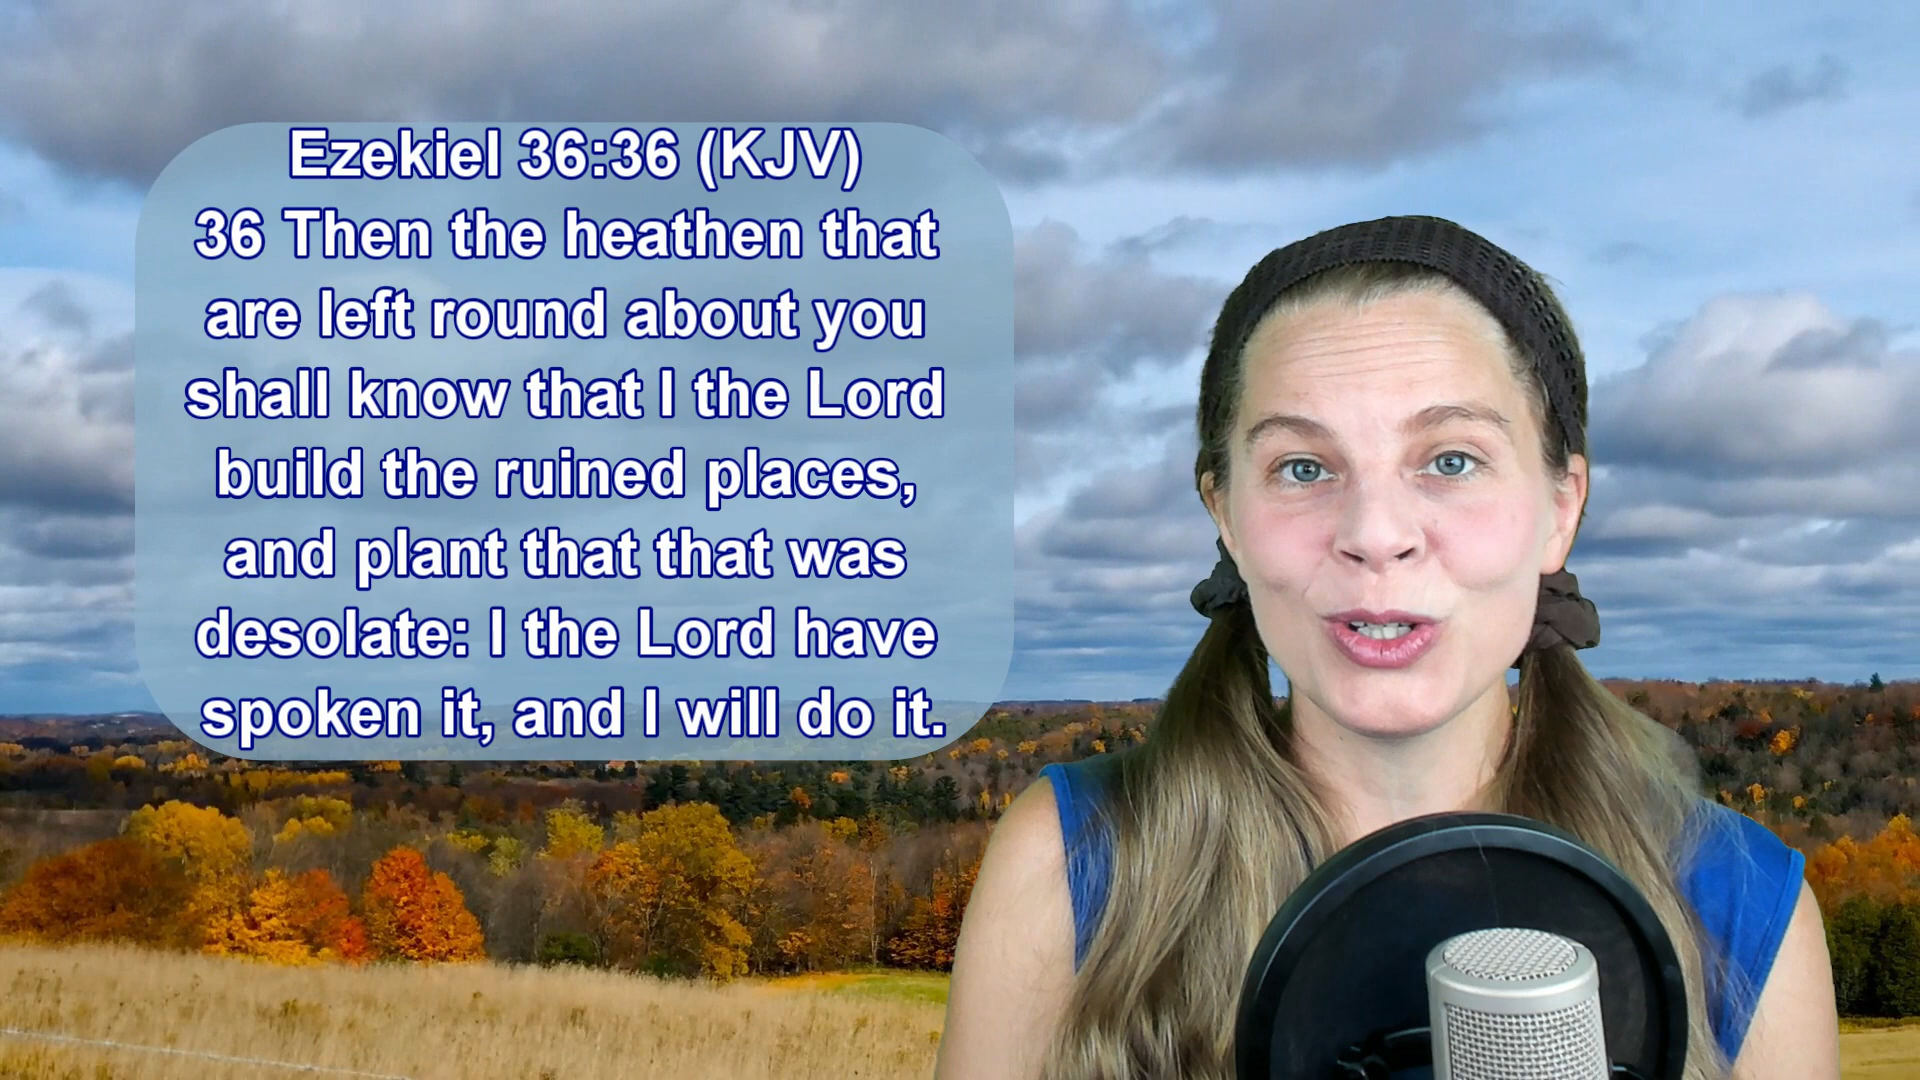 Ezekiel 36:36 (KJV)
36 Then the heathen that
are left round about you
shall know that I the Lord
build the ruined places,
and plant that that was
desolate: I the Lord have
spoken it, and I will do it.